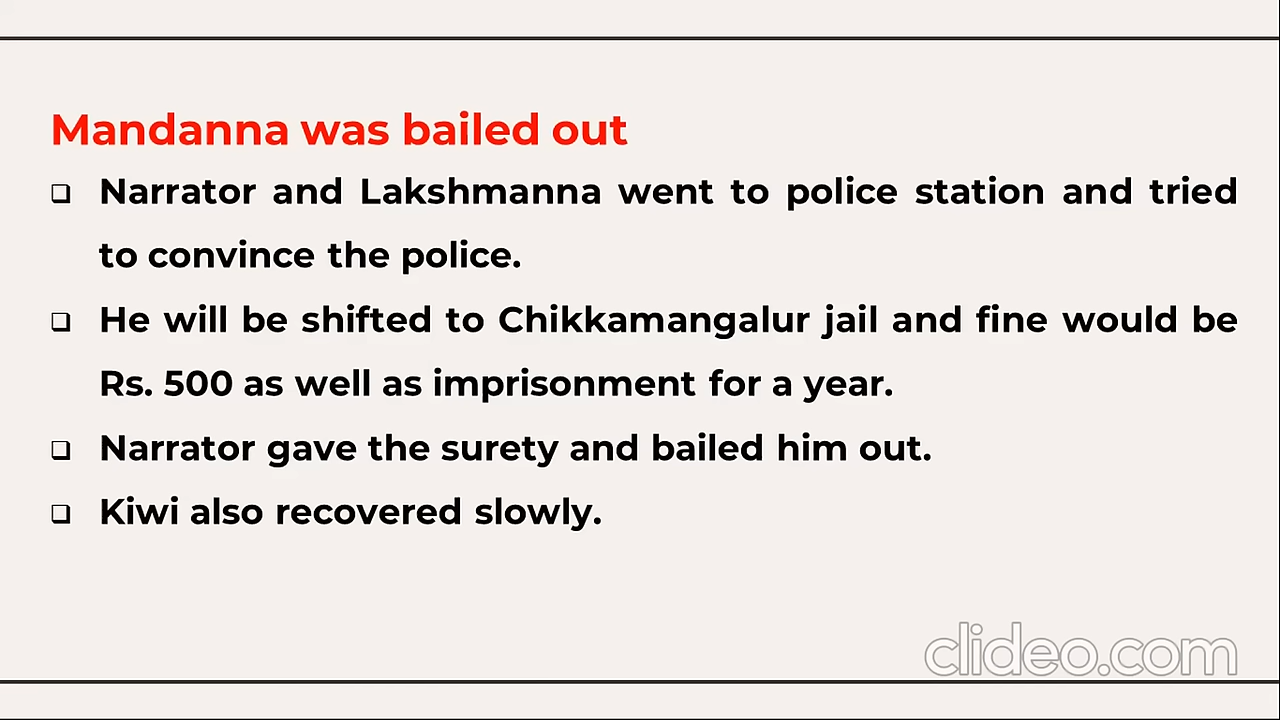 Mandanna was bailed out
❑ Narrator and Lakshmanna went to police station and tried
to convince the police.
❑ He will be shifted to Chikkamangalur jail and fine would be
Rs. 500 as well as imprisonment for a year.
❑ Narrator gave the surety and bailed him out.
❑ Kiwi also recovered slowly.
clideo.com